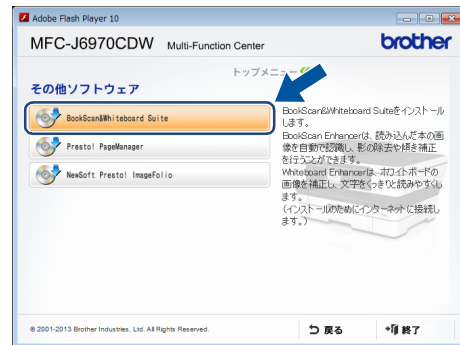 Adobe Flash Player 10
MFC-J6970CDW Multi-Function Center
brother
トップメニュー
その他ソフトウェア
BookScan&Whiteboard Suite
Presto! PageManager
NewSoft Presto! ImageFolio
BookScan&Whiteboard Suiteをインストール
します。
BookScan Enhancerは、読み込んだ本の画
像を自動で認識し、影の除去や傾き補正
を行うことができます。
Whiteboard Enhancerは、ホワイトボードの
画像を補正し、文字をくっきりと読みやすくし
ます。
(インストールのためにインターネットに接続し
ます。)
© 2001-2013 Brother Industries, Ltd. All Rights Reserved.
戻る
終了